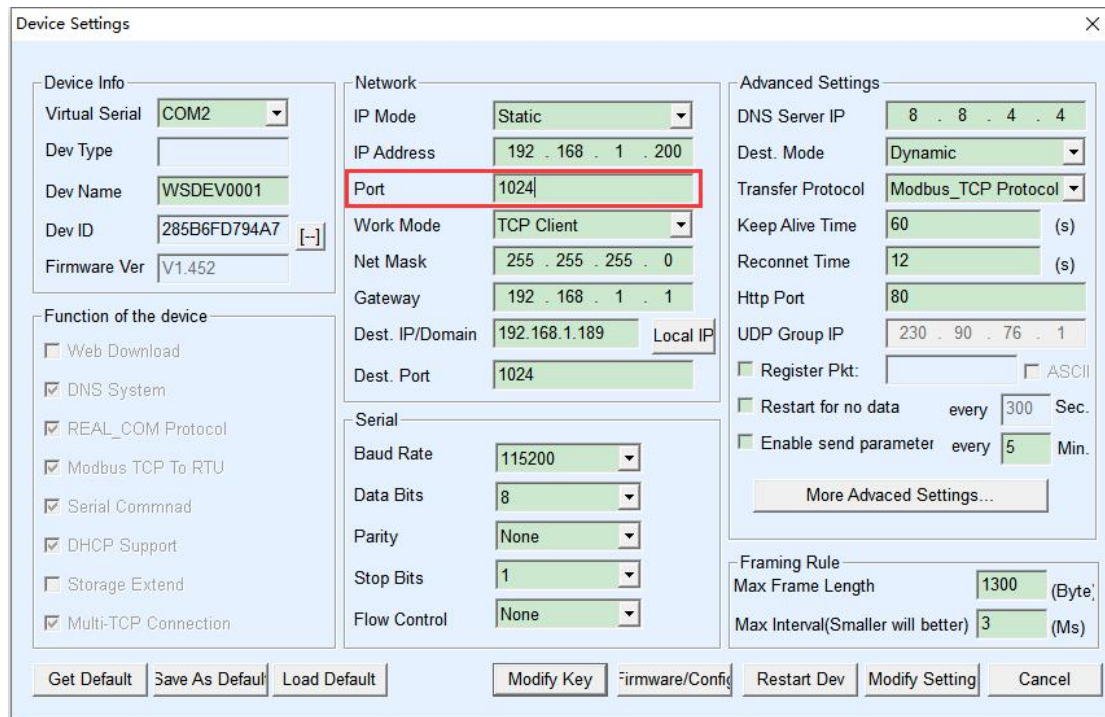 Device Settings
Device Info
Virtual Serial COM2
Dev Type
Dev Name WSDEV0001
Dev ID 285B6FD794A7 [--]
Firmware Ver V1.452
Function of the device
Web Download
DNS System
REAL_COM Protocol
Modbus TCP To RTU
Serial Commnad
DHCP Support
Storage Extend
Multi-TCP Connection
Network
IP Mode Static
IP Address 192 . 168 . 1 . 200
Port 1024
Work Mode TCP Client
Net Mask 255 . 255 . 255 . 0
Gateway 192 . 168 . 1 . 1
Dest. IP/Domain 192.168.1.189 Local IP
Dest. Port 1024
Serial
Baud Rate 115200
Data Bits 8
Parity None
Stop Bits 1
Flow Control None
Advanced Settings
DNS Server IP 8 . 8 . 4 . 4
Dest. Mode Dynamic
Transfer Protocol Modbus_TCP Protocol
Keep Alive Time 60 (s)
Reconnet Time 12 (s)
Http Port 80
UDP Group IP 230 . 90 . 76 . 1
Register Pkt: ASCII
Restart for no data every 300 Sec.
Enable send parameter every 5 Min.
More Advaced Settings...
Framing Rule
Max Frame Length 1300 (Byte)
Max Interval(Smaller will better) 3 (Ms)
Get Default Save As Defaul Load Default Modify Key Firmware/Config Restart Dev Modify Setting Cancel